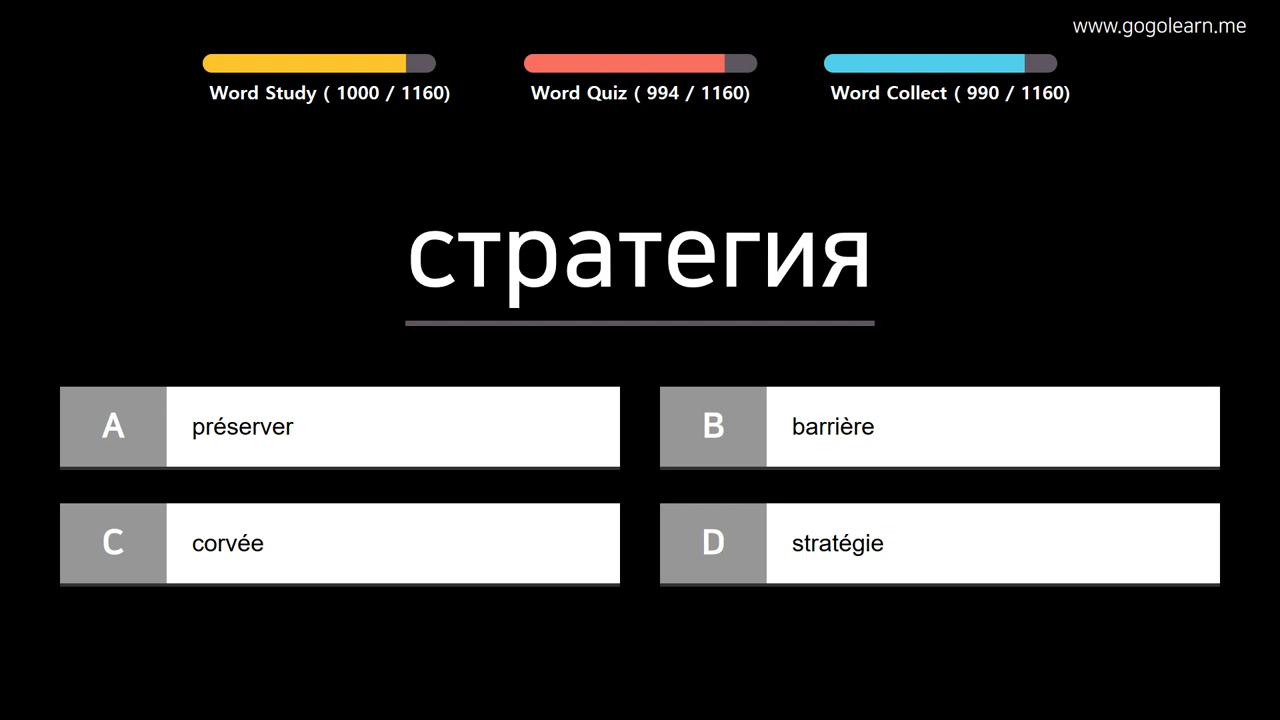 www.gogolearn.me
Word Study ( 1000 / 1160)
Word Quiz ( 994 / 1160)
Word Collect ( 990 / 1160)
стратегия
A préserver
B barrière
C corvée
D stratégie